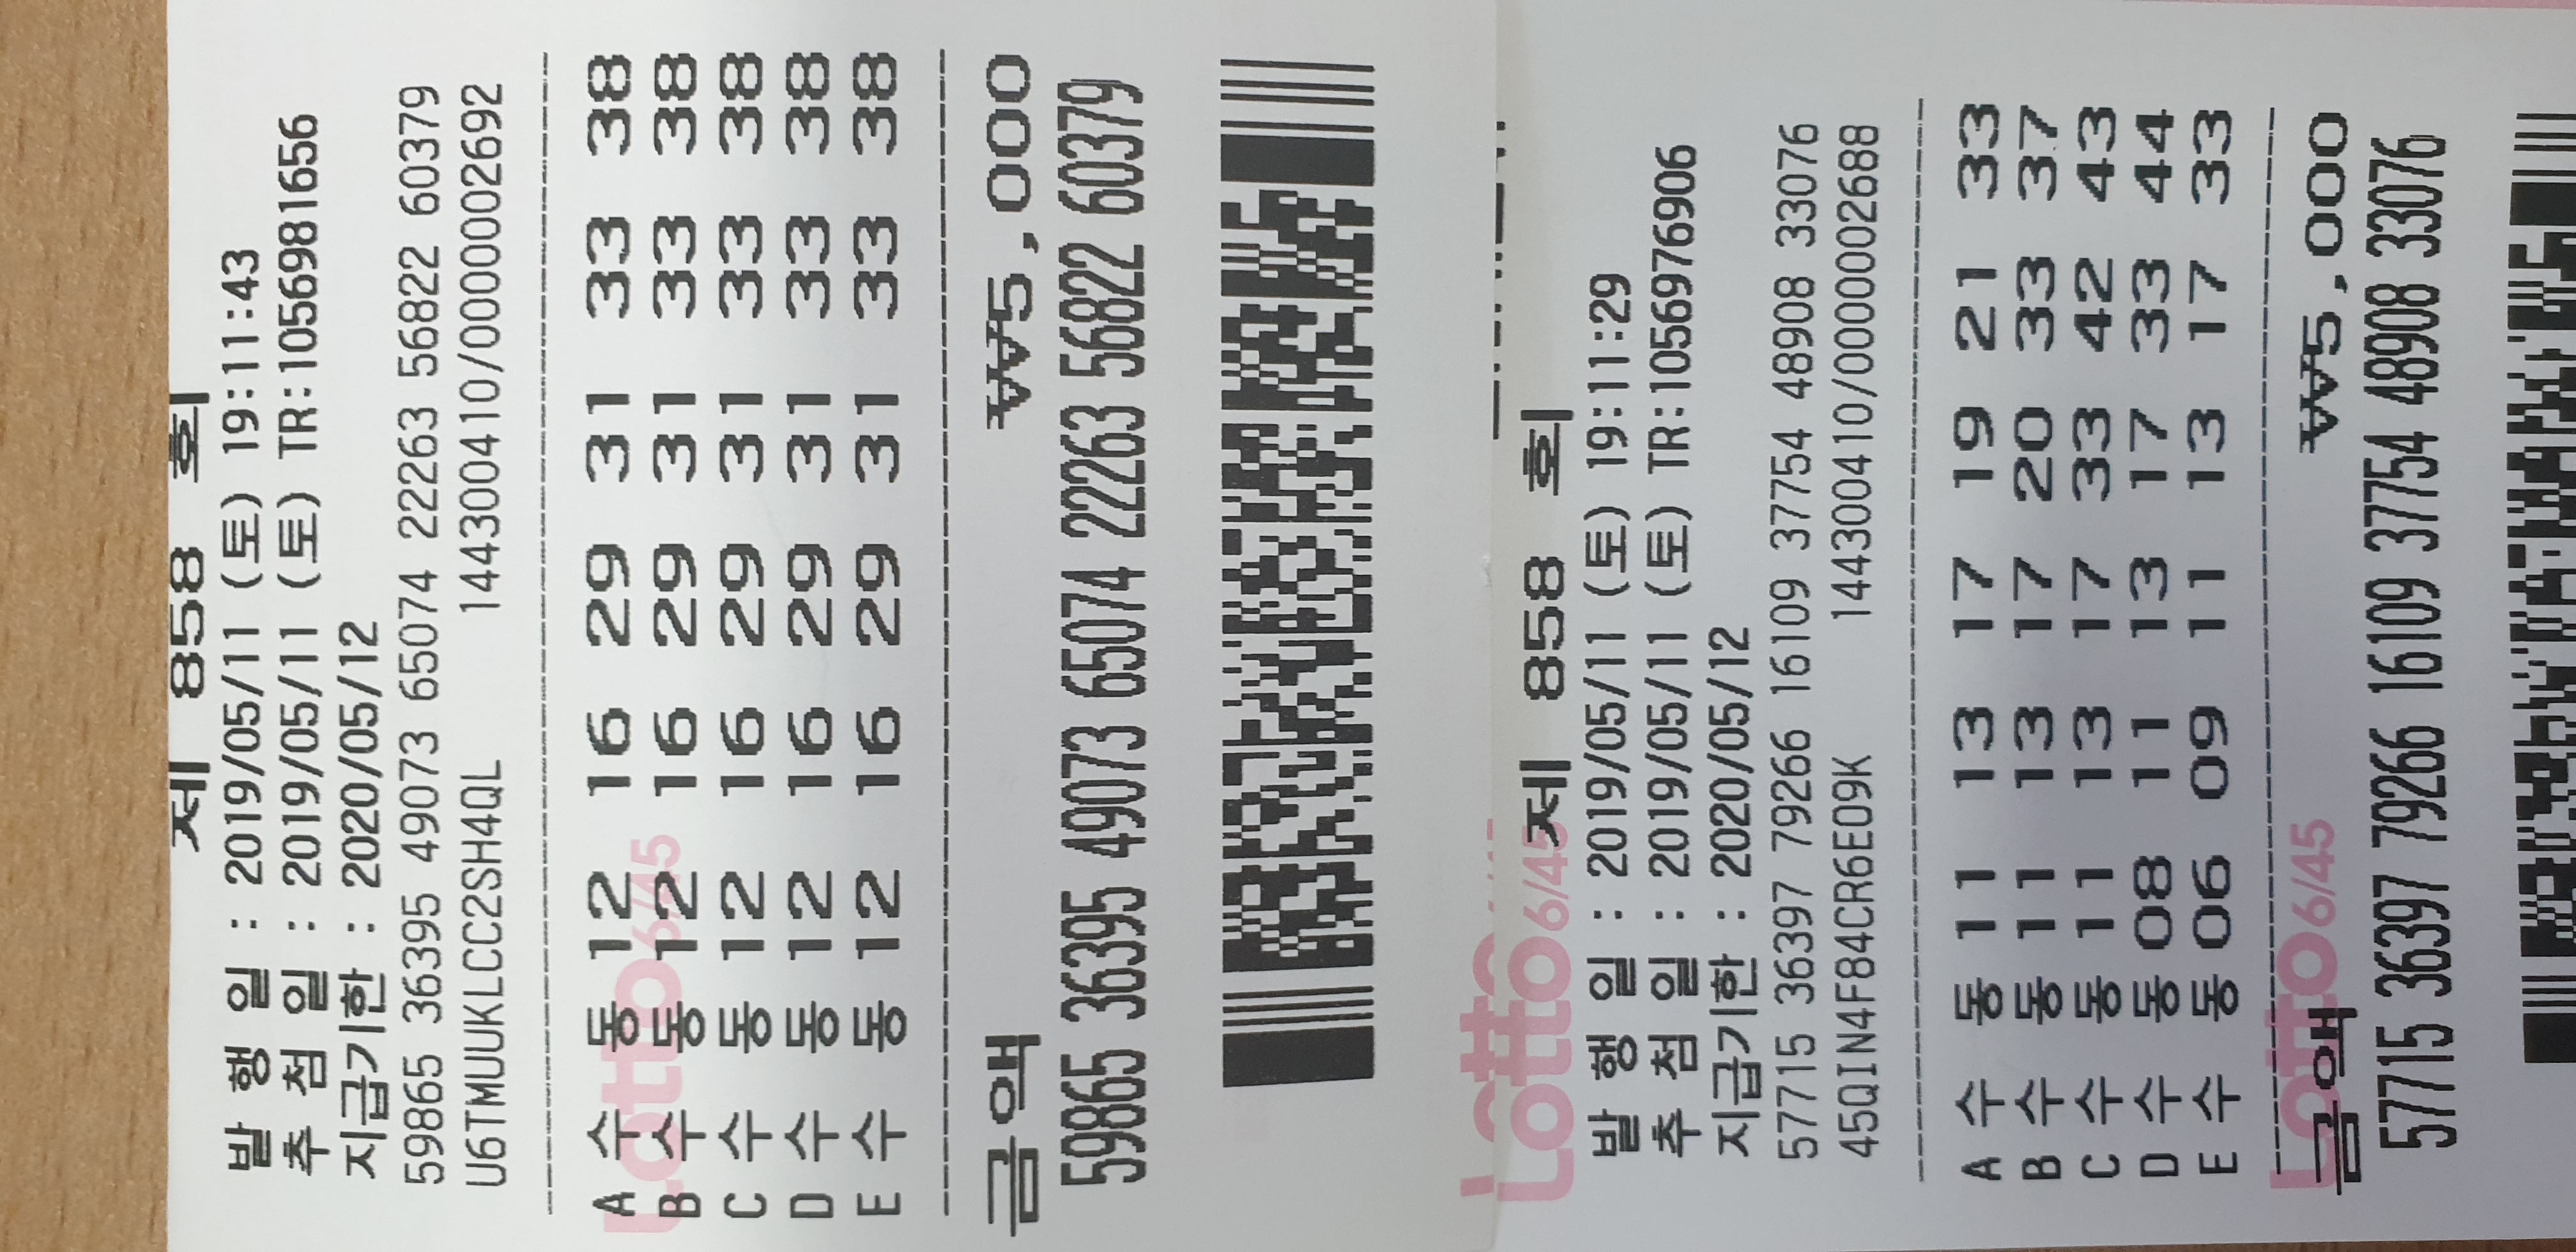 제 858 회
발 행 일 : 2019/05/11 (토) 19:11:43
추 첨 일 : 2019/05/11 (토) TR:1056981656
지급기한 : 2020/05/12
59865 36395 49073 65074 22263 56822 60379
U6TMUUKLCC2SH4QL 144300410/0000002692
A 수 동 12 16 29 31 33 38
B 수 동 12 16 29 31 33 38
C 수 동 12 16 29 31 33 38
D 수 동 12 16 29 31 33 38
E 수 동 12 16 29 31 33 38
Lotto 6/45
금액 ₩5,000
59865 36395 49073 65074 22263 56822 60379
Lotto 6/45
제 858 회
발 행 일 : 2019/05/11 (토) 19:11:29
추 첨 일 : 2019/05/11 (토) TR:1056976906
지급기한 : 2020/05/12
57715 36397 79266 16109 37754 48908 33076
45QIN4F84CR6E09K 144300410/0000002688
A 수 동 11 13 17 19 21 33
B 수 동 11 13 17 20 33 37
C 수 동 11 13 17 33 42 43
D 수 동 08 11 13 17 33 44
E 수 동 06 09 11 13 17 33
Lotto 6/45
금액 ₩5,000
57715 36397 79266 16109 37754 48908 33076